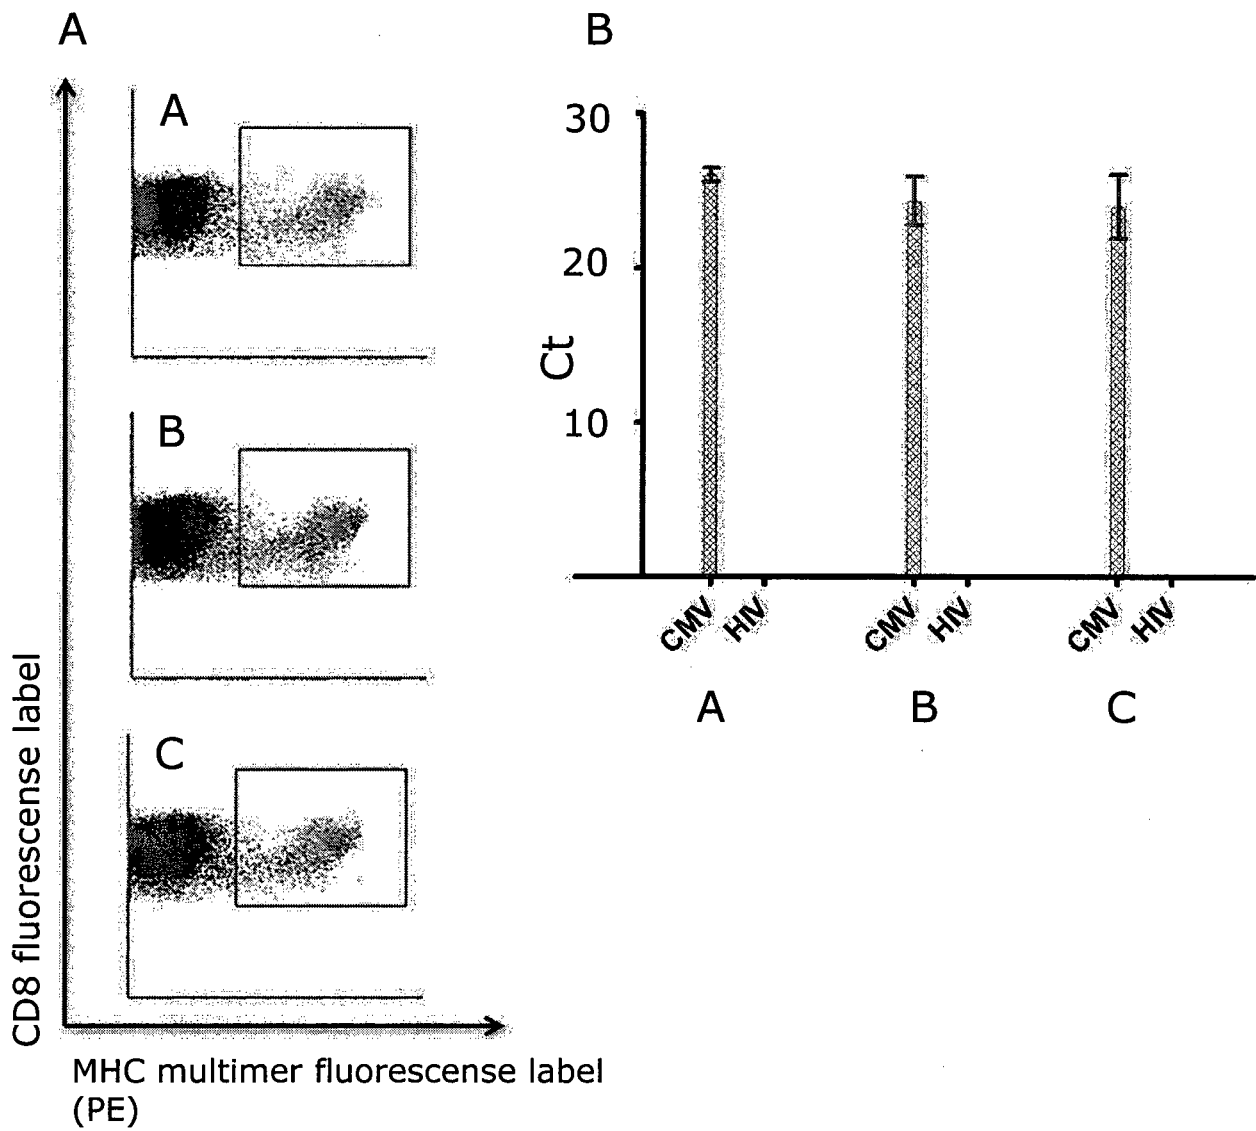 A
A
B
C
CD8 fluorescense label
MHC multimer fluorescense label
(PE)
B
30
20
10
Ct
CMV
HIV
CMV
HIV
CMV
HIV
A
B
C